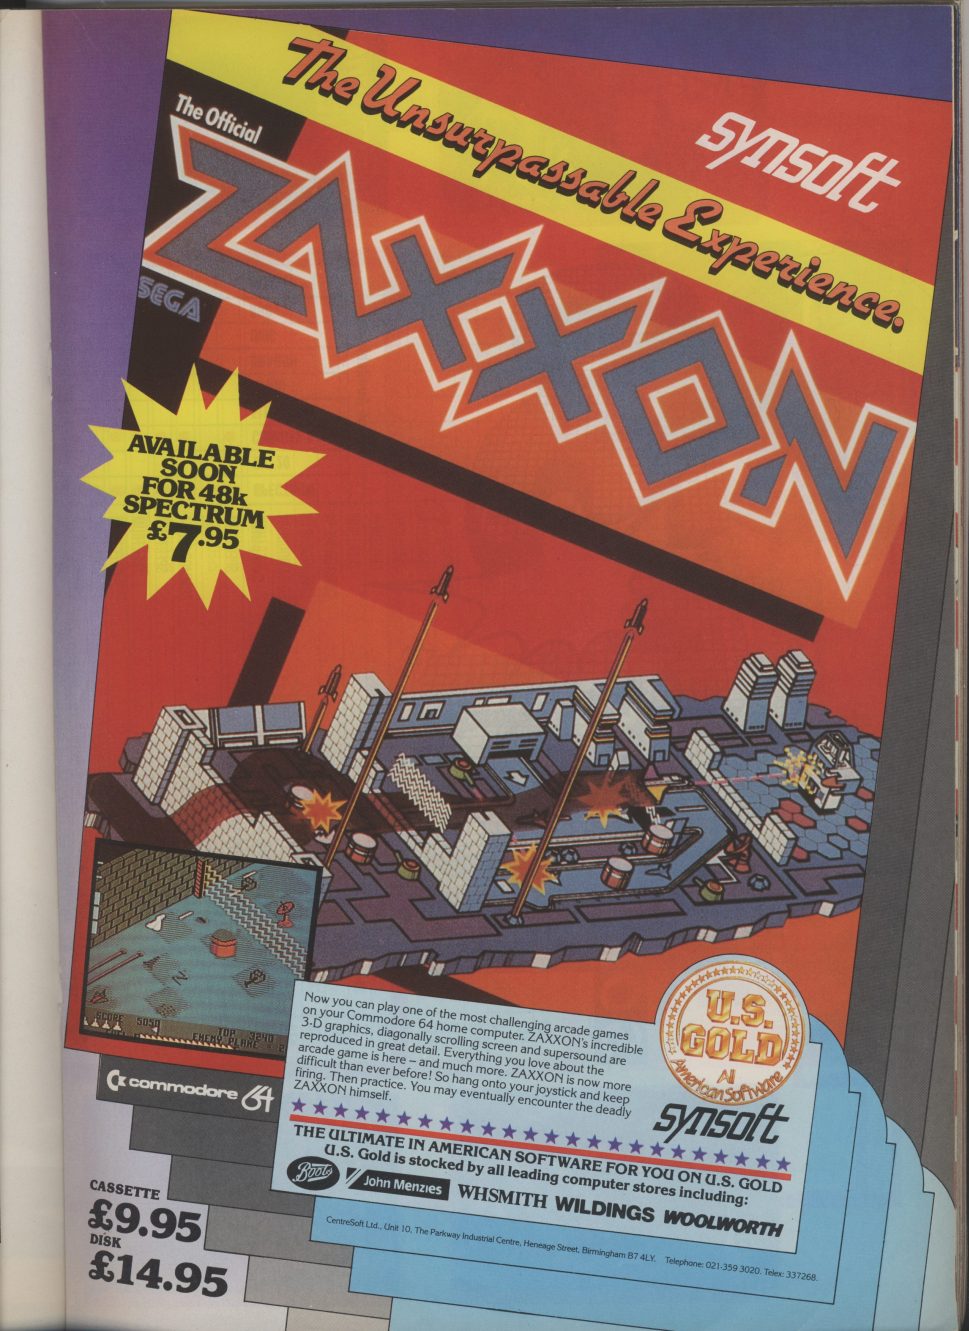 The Unsurpassable Experience.
synsoft
The Official
ZAXXON
SEGA
AVAILABLE
SOON
FOR 48k
SPECTRUM
£7.95
SCORE 5050
TOP 9240
ENEMY PLANE
Now you can play one of the most challenging arcade games
on your Commodore 64 home computer. ZAXXON's incredible
3-D graphics, diagonally scrolling screen and supersound are
reproduced in great detail. Everything you love about the
arcade game is here – and much more. ZAXXON is now more
difficult than ever before! So hang onto your joystick and keep
firing. Then practice. You may eventually encounter the deadly
ZAXXON himself.
U.S.
GOLD
All
American Software
synsoft
THE ULTIMATE IN AMERICAN SOFTWARE FOR YOU ON U.S. GOLD
U.S. Gold is stocked by all leading computer stores including:
Boots John Menzies WHSMITH WILDINGS WOOLWORTH
CentreSoft Ltd., Unit 10, The Parkway Industrial Centre, Heneage Street, Birmingham B7 4LY. Telephone: 021-359 3020. Telex: 337268.
commodore 64
CASSETTE
£9.95
DISK
£14.95